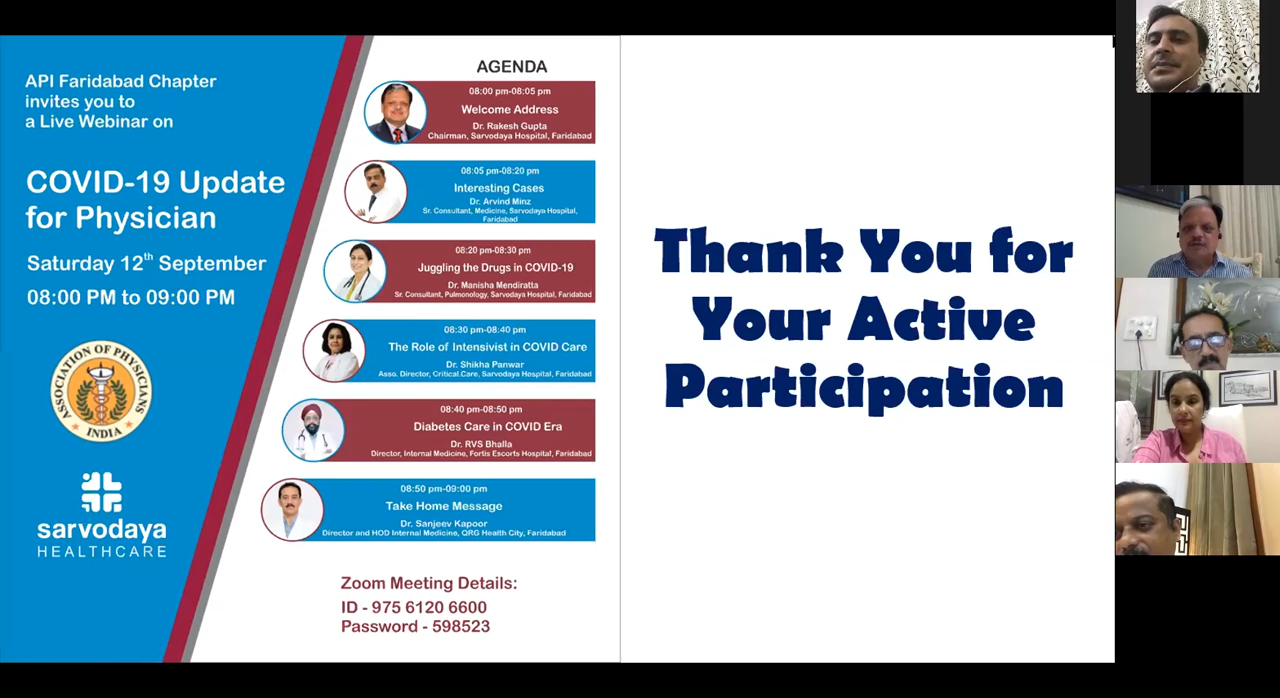 API Faridabad Chapter
invites you to
a Live Webinar on
COVID-19 Update
for Physician
Saturday 12th September
08:00 PM to 09:00 PM
ASSOCIATION OF PHYSICIANS
INDIA
sarvodaya
HEALTHCARE
AGENDA
08:00 pm-08:05 pm
Welcome Address
Dr. Rakesh Gupta
Chairman, Sarvodaya Hospital, Faridabad
08:05 pm-08:20 pm
Interesting Cases
Dr. Arvind Minz
Sr. Consultant, Medicine, Sarvodaya Hospital,
Faridabad
08:20 pm-08:30 pm
Juggling the Drugs in COVID-19
Dr. Manisha Mendiratta
Sr. Consultant, Pulmonology, Sarvodaya Hospital, Faridabad
08:30 pm-08:40 pm
The Role of Intensivist in COVID Care
Dr. Shikha Panwar
Asso. Director, Critical Care, Sarvodaya Hospital, Faridabad
08:40 pm-08:50 pm
Diabetes Care in COVID Era
Dr. RVS Bhalla
Director, Internal Medicine, Fortis Escorts Hospital, Faridabad
08:50 pm-09:00 pm
Take Home Message
Dr. Sanjeev Kapoor
Director and HOD Internal Medicine, QRG Health City, Faridabad
Zoom Meeting Details:
ID - 975 6120 6600
Password - 598523
Thank You for
Your Active
Participation